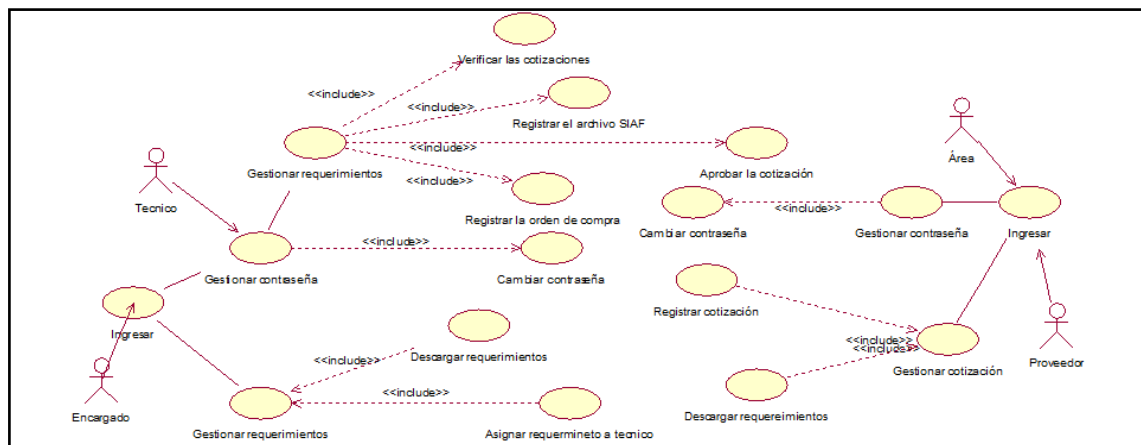 Verificar las cotizaciones
<<include>>
<<include>>
Registrar el archivo SIAF
Área
<<include>>
Gestionar requerimientos
Aprobar la cotización
<<include>>
Tecnico
Registrar la orden de compra
<<include>>
Cambiar contraseña
Gestionar contraseña
Ingresar
<<include>>
Gestionar contraseña
Cambiar contraseña
Registrar cotización
Ingresar
<<include>>
<<include>>
Descargar requerimientos
Gestionar cotización
Proveedor
<<include>>
<<include>>
Encargado
Descargar requereimientos
Gestionar requerimientos
Asignar requermineto a tecnico